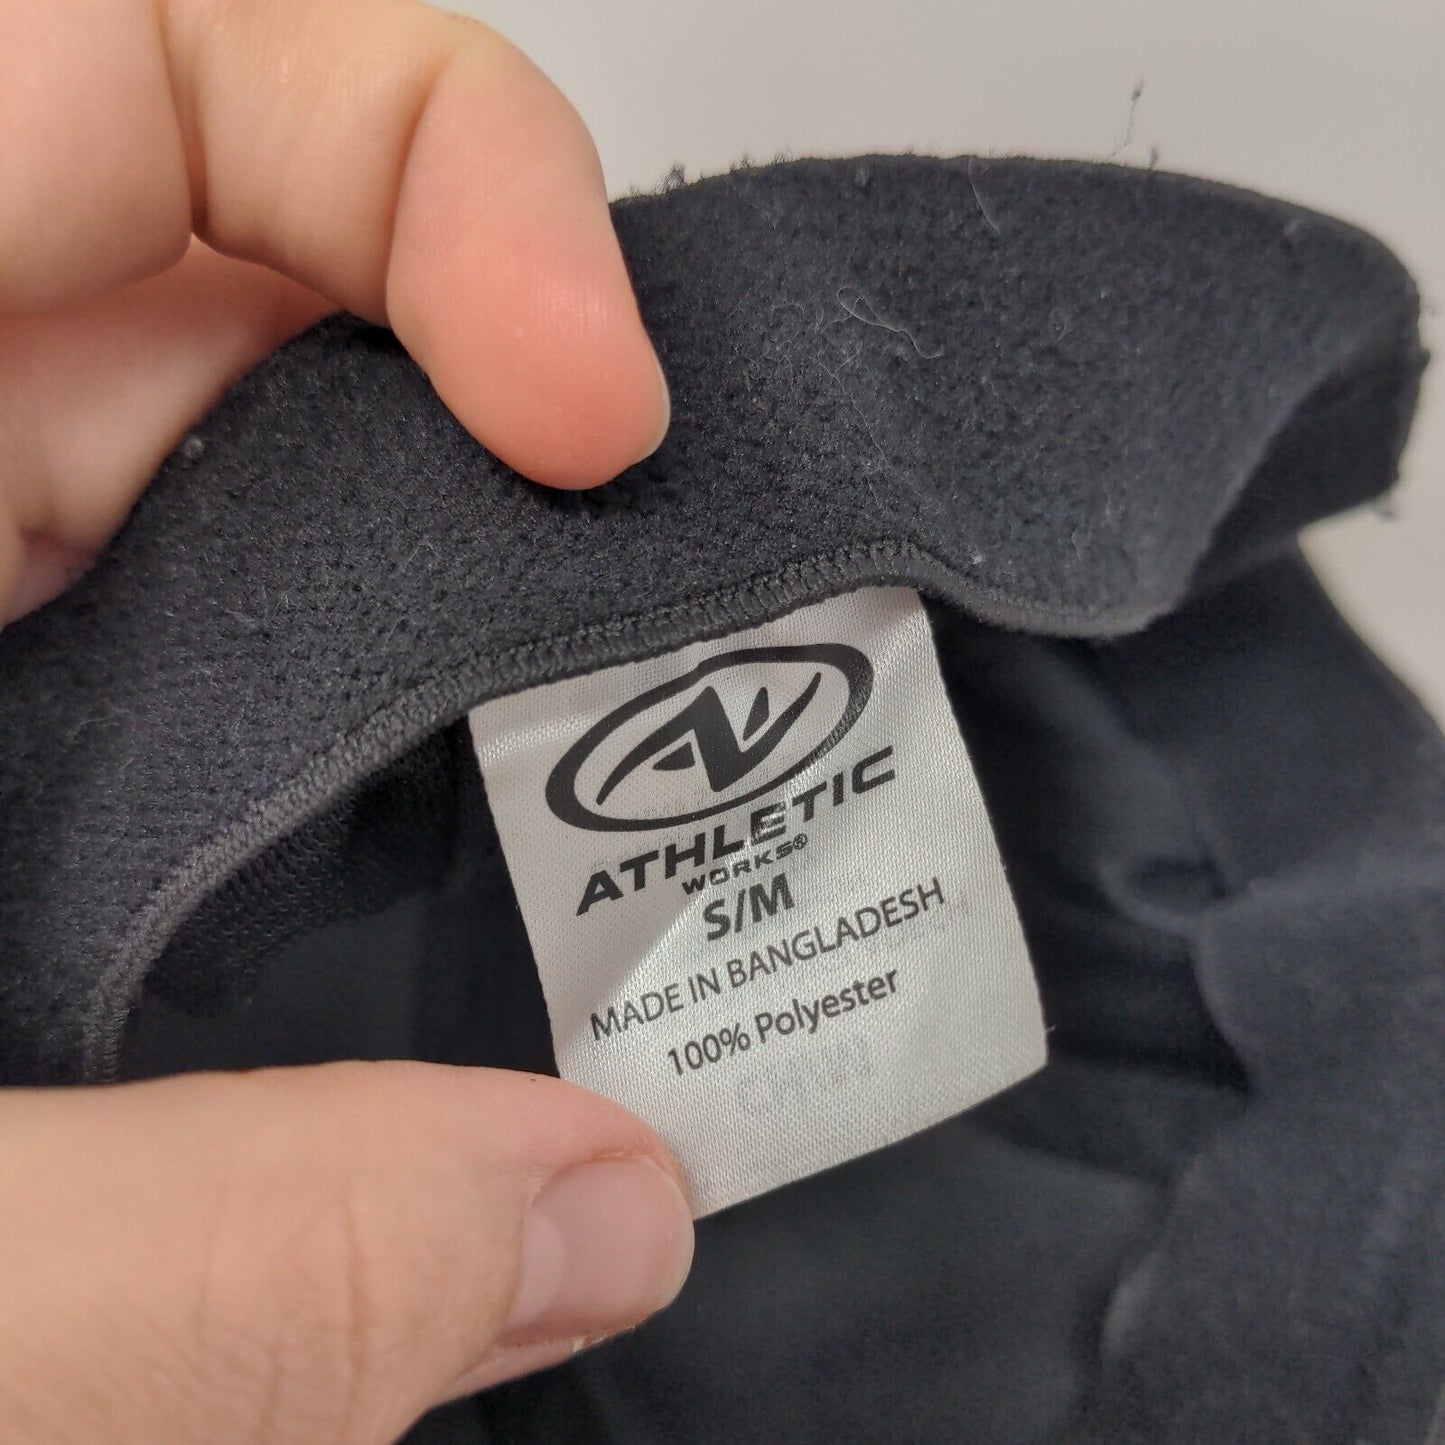 ATHLETIC
WORKS®
S/M
MADE IN BANGLADESH
100% Polyester